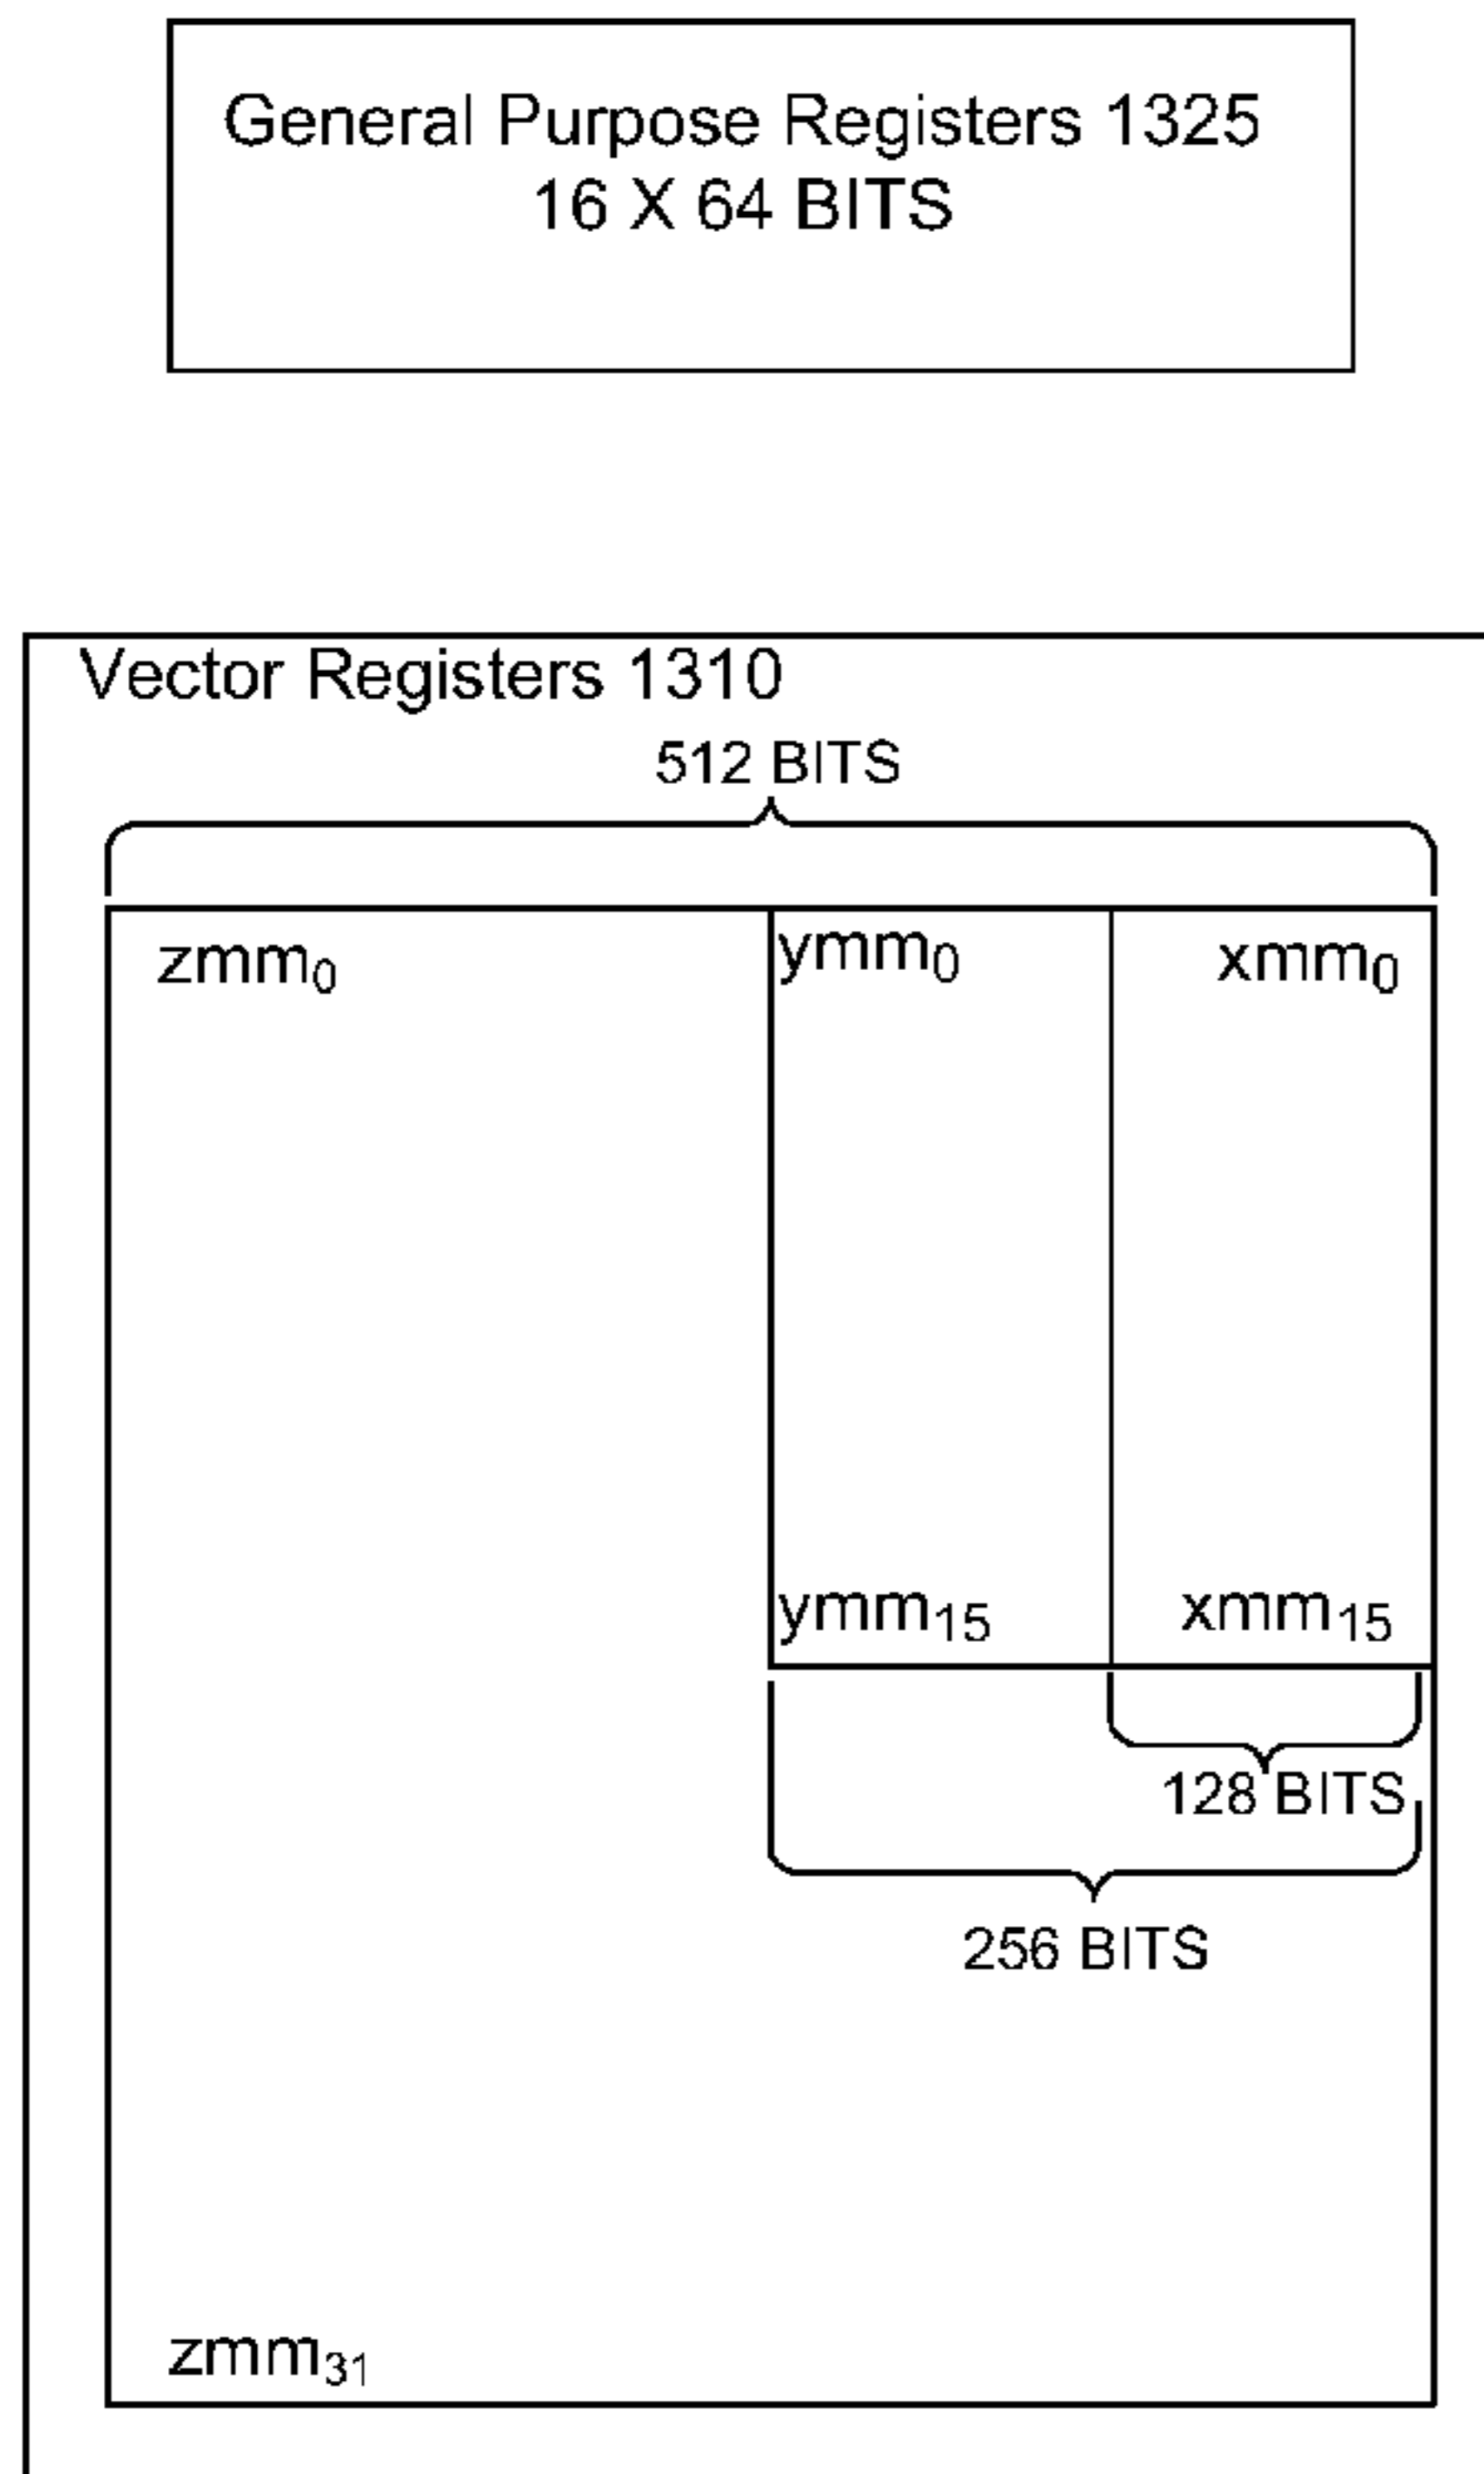 General Purpose Registers 1325
16 X 64 BITS
Vector Registers 1310
512 BITS
zmm₀ ymm₀ xmm₀
ymm₁₅ xmm₁₅
128 BITS
256 BITS
zmm₃₁